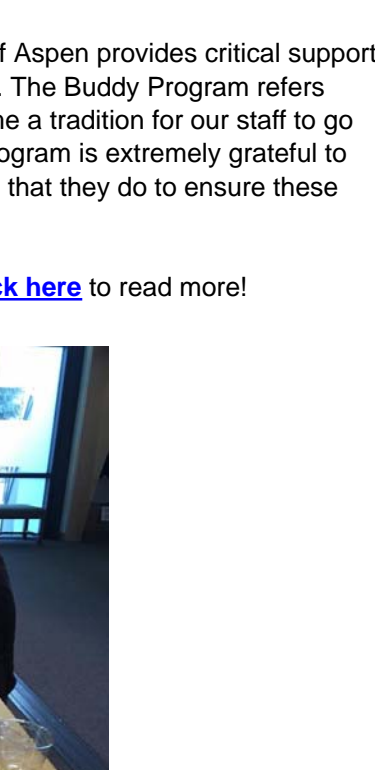 f Aspen provides critical support
. The Buddy Program refers
ne a tradition for our staff to go
ogram is extremely grateful to
that they do to ensure these
ck here to read more!